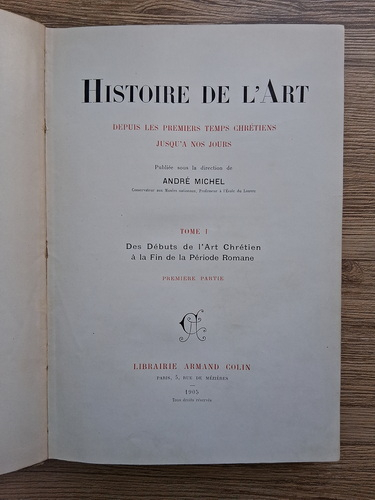 HISTOIRE DE L'ART
DEPUIS LES PREMIERS TEMPS CHRÉTIENS
JUSQU'A NOS JOURS
Publiée sous la direction de
ANDRÉ MICHEL
Conservateur aux Musées nationaux, Professeur à l'École du Louvre
TOME I
Des Débuts de l'Art Chrétien
à la Fin de la Période Romane
PREMIÈRE PARTIE
LIBRAIRIE ARMAND COLIN
PARIS, 5, RUE DE MÉZIÈRES
1905
Tous droits réservés.